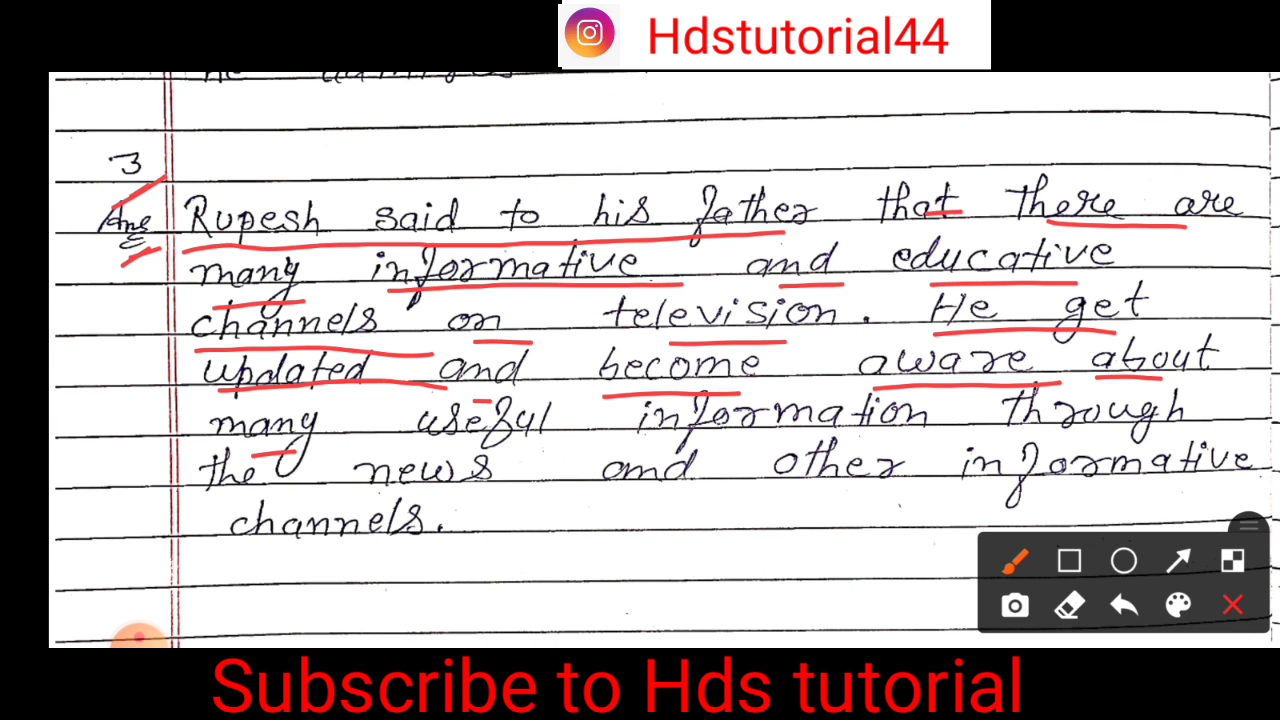 Hdstutorial44
3
Ans Rupesh said to his father that there are
many informative and educative
channels on television. He get
updated and become aware about
many useful information through
the news and other informative
channels.
Subscribe to Hds tutorial